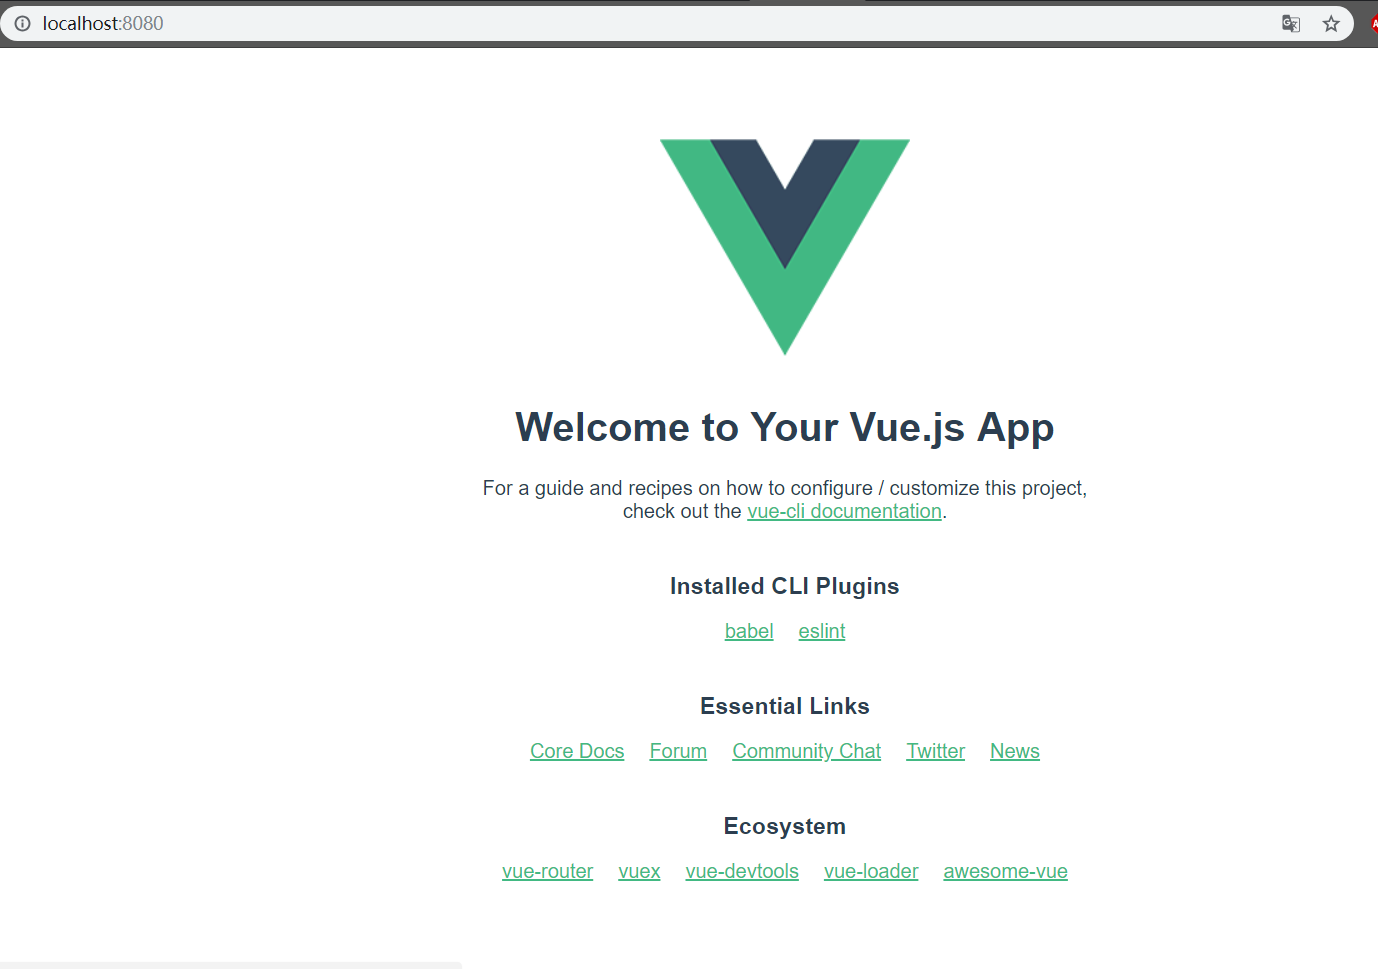 localhost:8080
Welcome to Your Vue.js App
For a guide and recipes on how to configure / customize this project,
check out the vue-cli documentation.
Installed CLI Plugins
babel eslint
Essential Links
Core Docs Forum Community Chat Twitter News
Ecosystem
vue-router vuex vue-devtools vue-loader awesome-vue